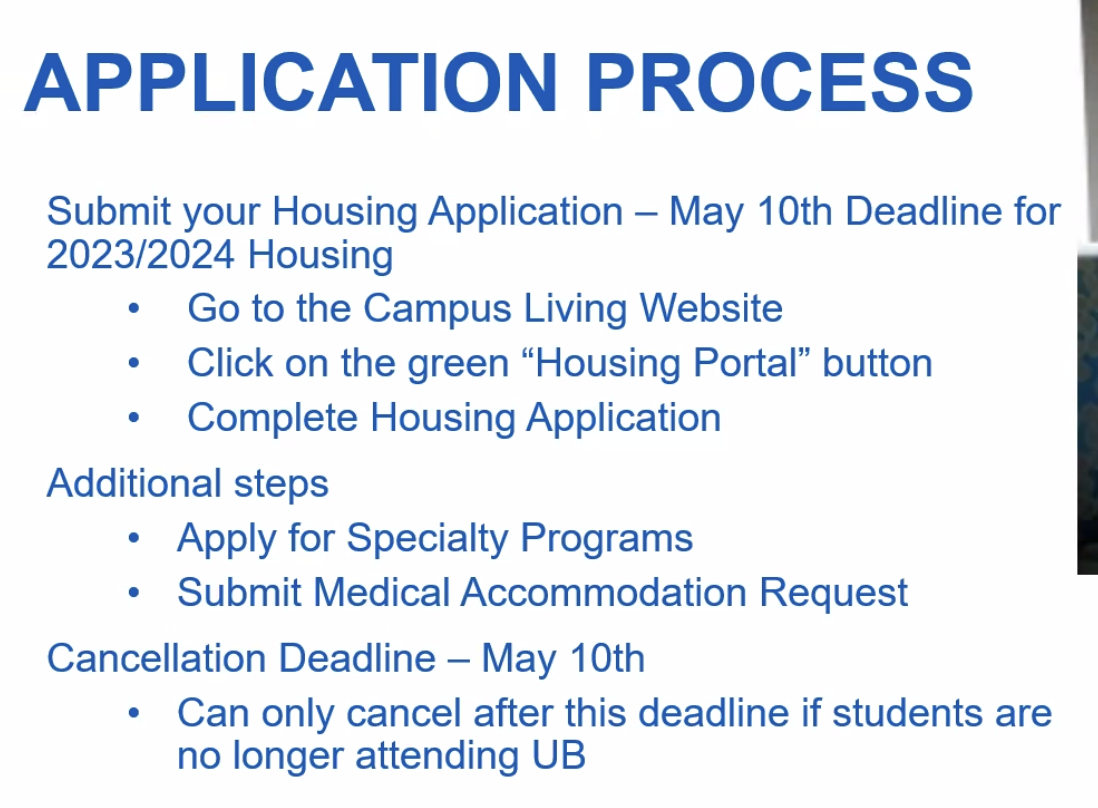 APPLICATION PROCESS
Submit your Housing Application – May 10th Deadline for
2023/2024 Housing
• Go to the Campus Living Website
• Click on the green “Housing Portal” button
• Complete Housing Application
Additional steps
• Apply for Specialty Programs
• Submit Medical Accommodation Request
Cancellation Deadline – May 10th
• Can only cancel after this deadline if students are
no longer attending UB